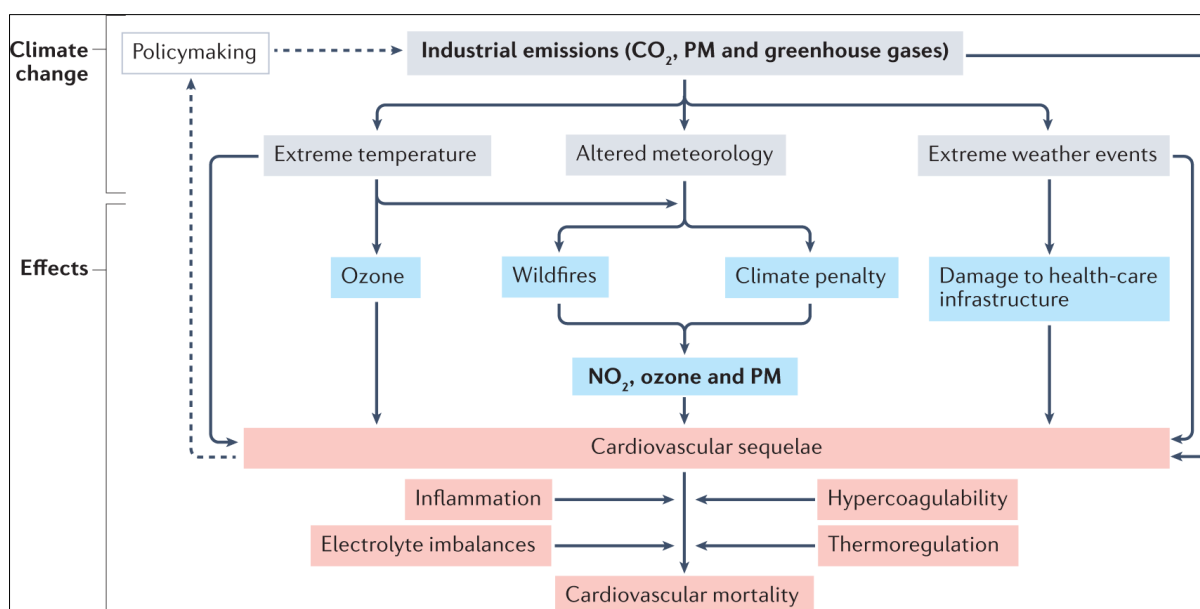 Climate
change
Policymaking
Industrial emissions (CO₂, PM and greenhouse gases)
Extreme temperature
Altered meteorology
Extreme weather events
Effects
Ozone
Wildfires
Climate penalty
Damage to health-care
infrastructure
NO₂, ozone and PM
Cardiovascular sequelae
Inflammation
Hypercoagulability
Electrolyte imbalances
Thermoregulation
Cardiovascular mortality